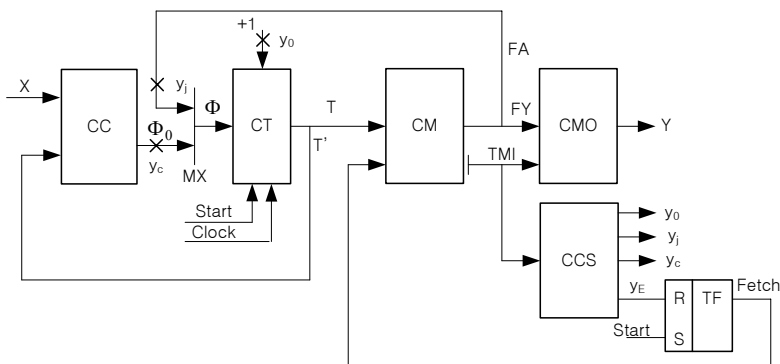 +1
y0
FA
X
yj
Φ
T
CC
CT
CM
FY
CMO
Y
Φ0
T’
yc
MX
TMI
Start
Clock
y0
yj
CCS
yc
yE
Fetch
R
TF
Start
S